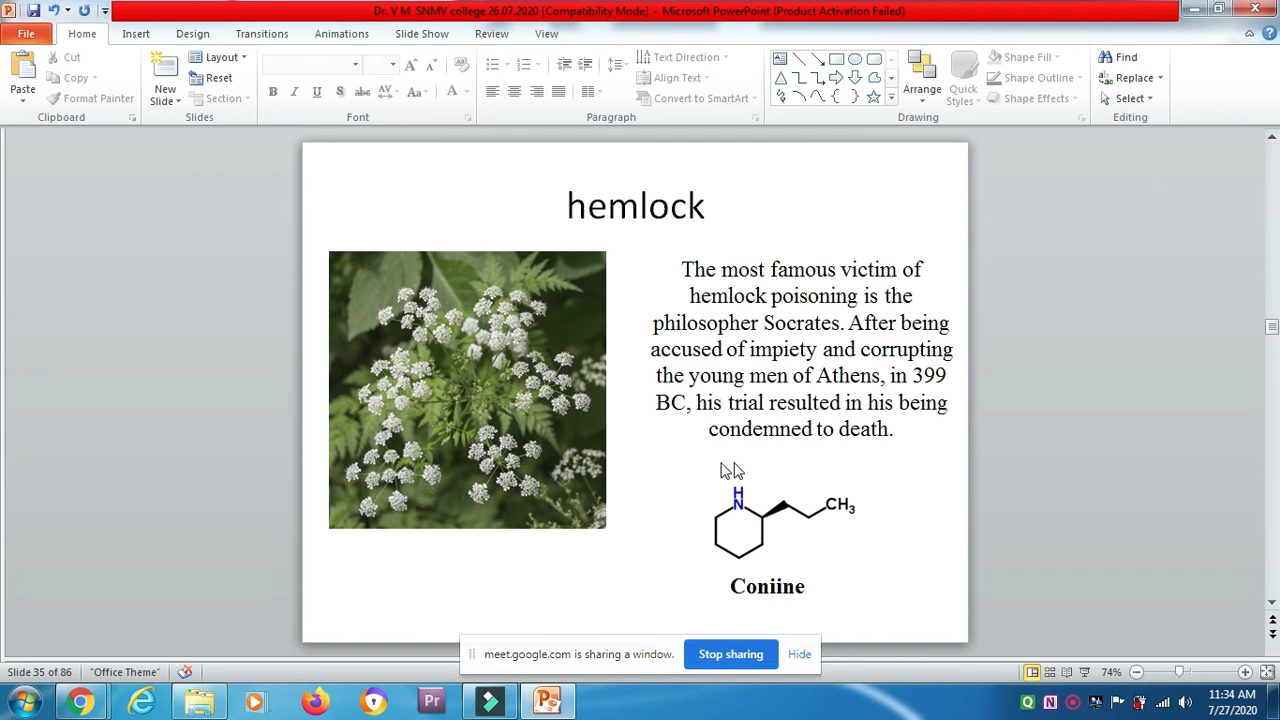 Dr. V M SNMV college 26.07.2020 [Compatibility Mode] - Microsoft PowerPoint (Product Activation Failed)
File Home Insert Design Transitions Animations Slide Show Review View
Cut Layout Text Direction Shape Fill Find
Copy Reset Align Text Shape Outline Replace
Paste Format Painter New Slide Section Convert to SmartArt Arrange Quick Styles Shape Effects Select
B I U S abc AV Aa A
Clipboard Slides Font Paragraph Drawing Editing
hemlock
The most famous victim of
hemlock poisoning is the
philosopher Socrates. After being
accused of impiety and corrupting
the young men of Athens, in 399
BC, his trial resulted in his being
condemned to death.
H
N CH3
Coniine
meet.google.com is sharing a window. Stop sharing Hide
Slide 35 of 86 "Office Theme" 74%
Pr 11:34 AM
7/27/2020